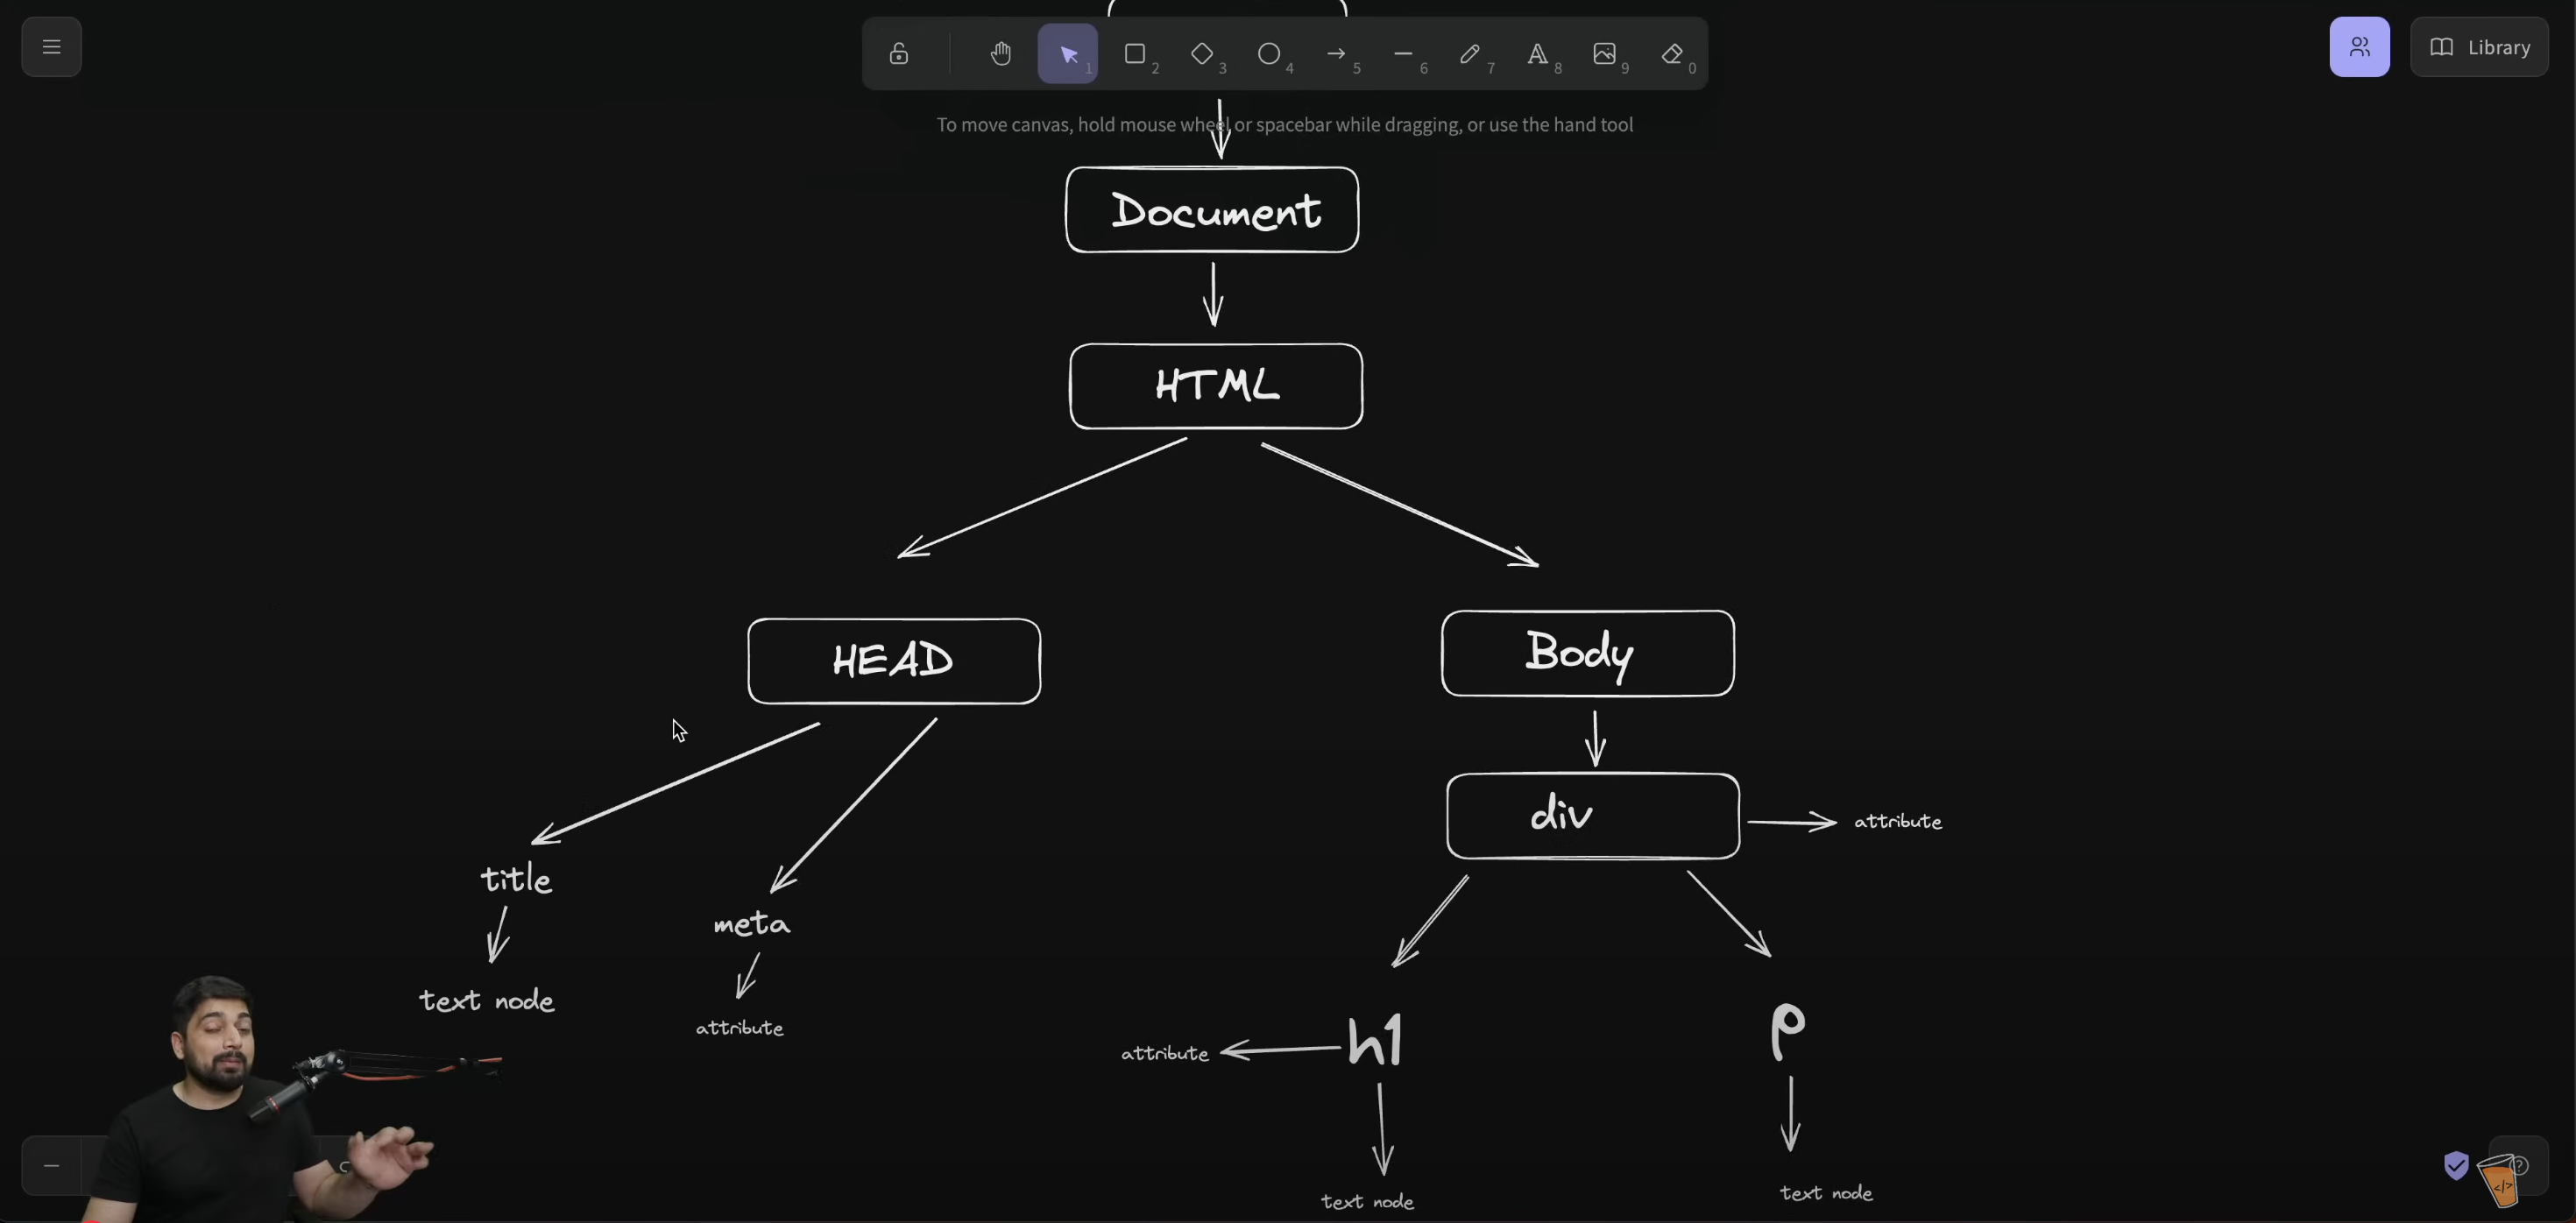 Library
1
2
3
4
5
6
7
8
9
0
To move canvas, hold mouse wheel or spacebar while dragging, or use the hand tool
Document
HTML
HEAD
Body
div
attribute
title
meta
text node
attribute
h1
p
attribute
text node
text node
</>